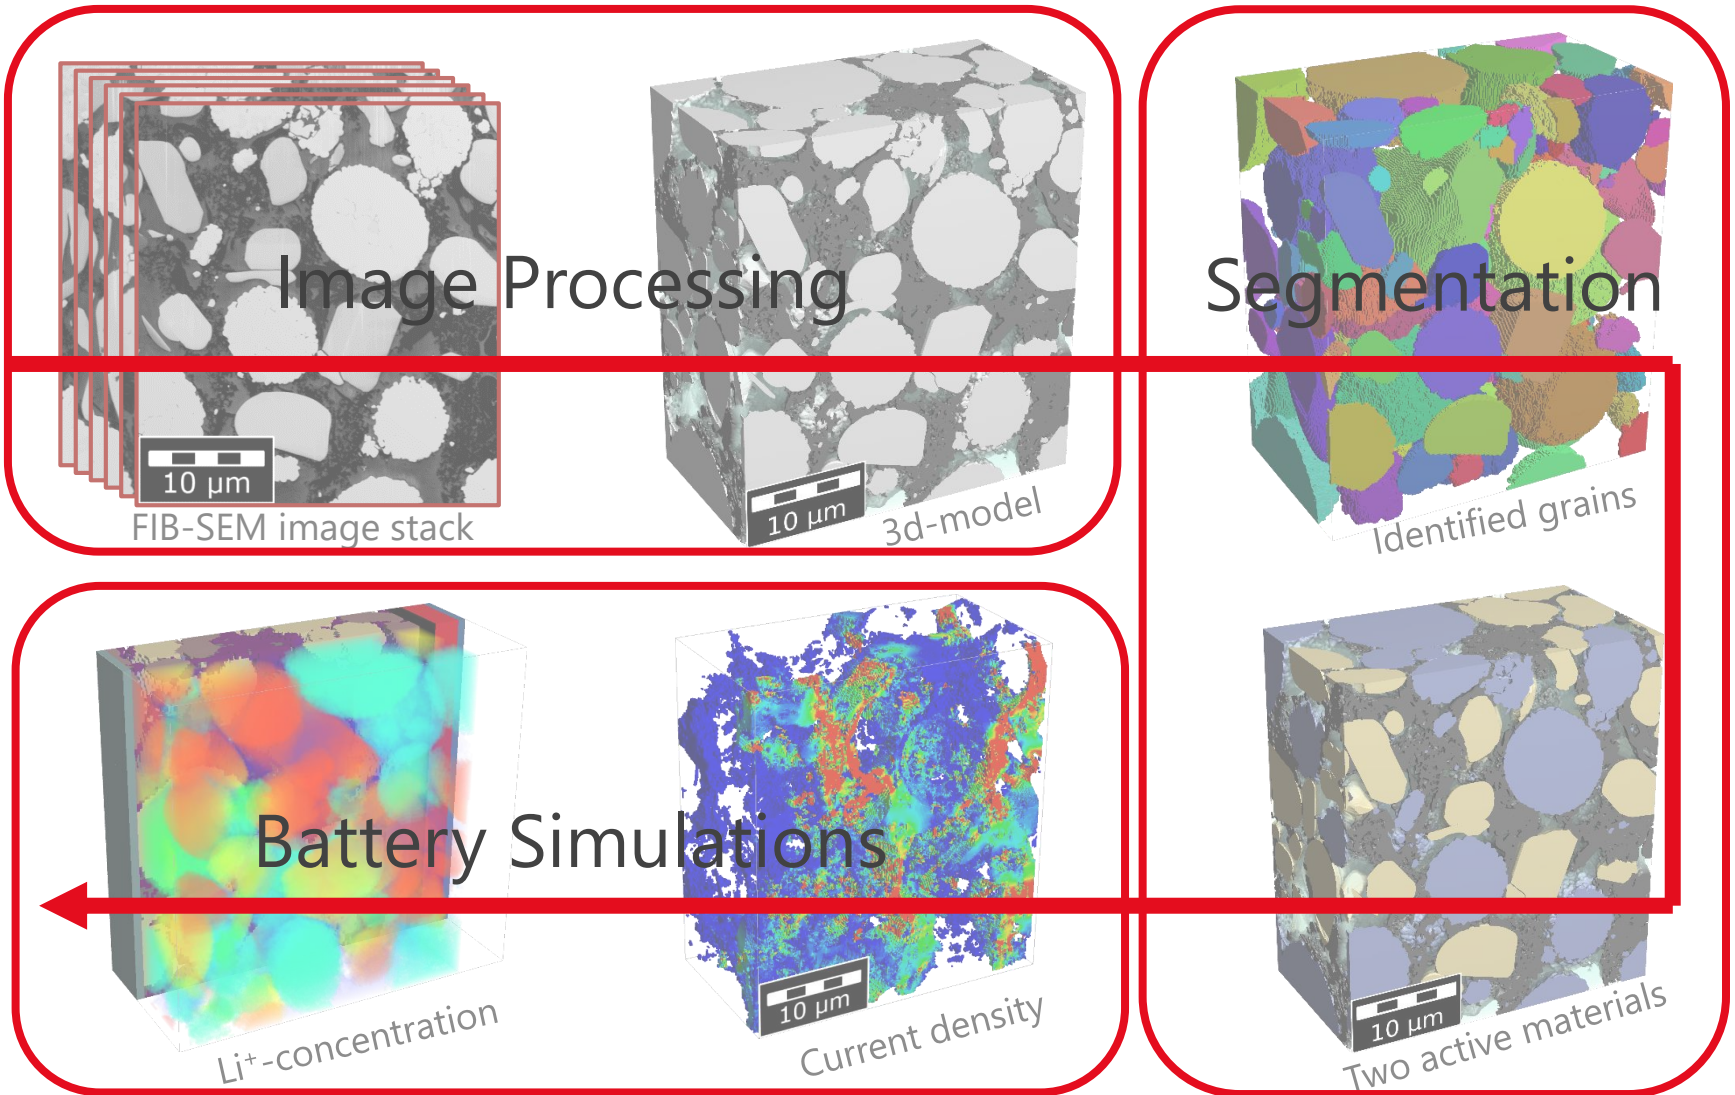 Image Processing
10 µm
FIB-SEM image stack
10 µm
3d-model
Segmentation
Identified grains
10 µm
Two active materials
Battery Simulations
Li⁺-concentration
10 µm
Current density